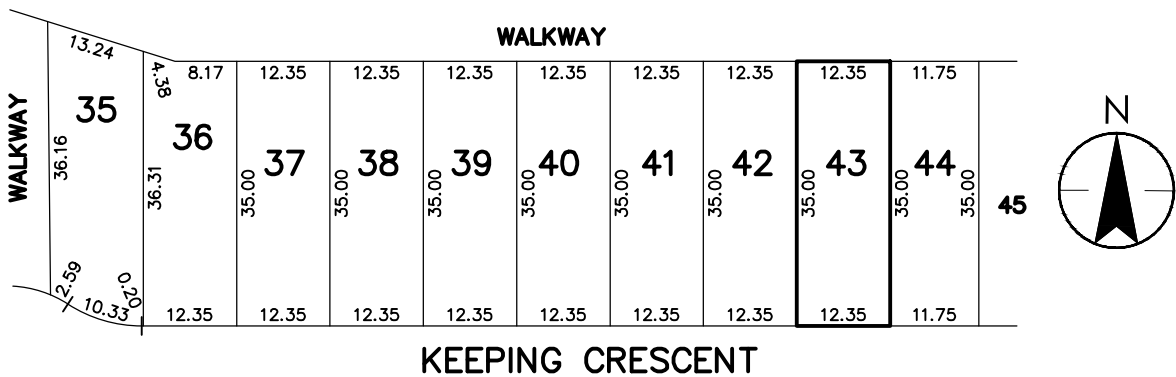 WALKWAY
13.24
4.38
8.17 12.35 12.35 12.35 12.35 12.35 12.35 12.35 11.75
N
WALKWAY
35 36 37 38 39 40 41 42 43 44 45
36.16 36.31 35.00 35.00 35.00 35.00 35.00 35.00 35.00 35.00 35.00
2.59 10.33 0.20 12.35 12.35 12.35 12.35 12.35 12.35 12.35 12.35 11.75
KEEPING CRESCENT